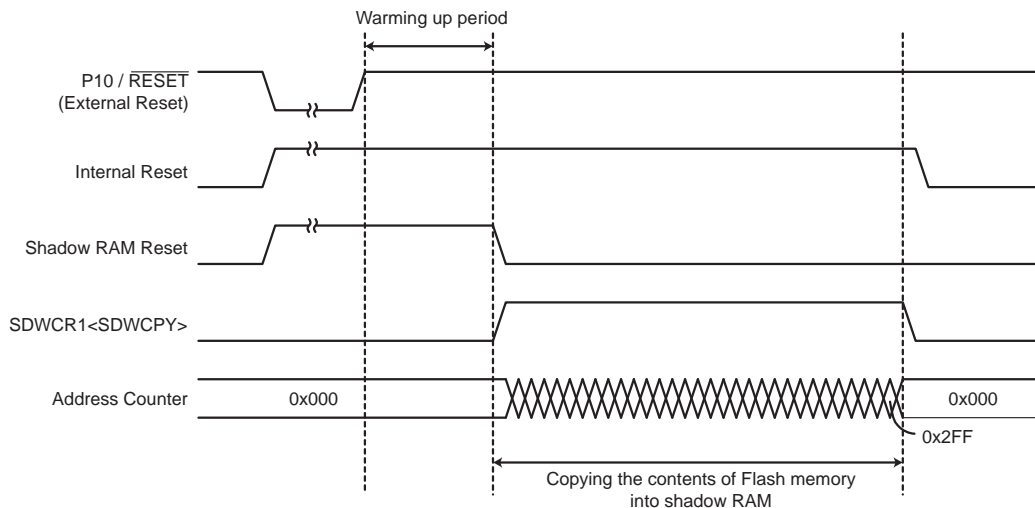 Warming up period
P10 / RESET
(External Reset)
Internal Reset
Shadow RAM Reset
SDWCR1<SDWCPY>
Address Counter
0x000
0x000
0x2FF
Copying the contents of Flash memory
into shadow RAM